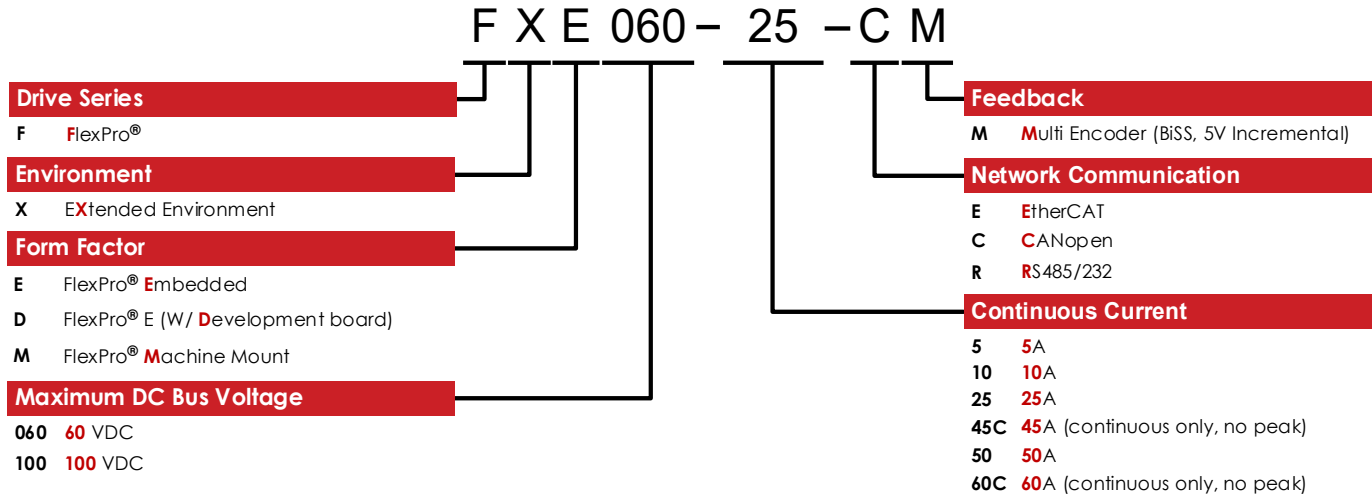 F X E 060 – 25 – C M
Drive Series
F FlexPro®
Environment
X EXtended Environment
Form Factor
E FlexPro® Embedded
D FlexPro® E (W/ Development board)
M FlexPro® Machine Mount
Maximum DC Bus Voltage
060 60 VDC
100 100 VDC
Feedback
M Multi Encoder (BiSS, 5V Incremental)
Network Communication
E EtherCAT
C CANopen
R RS485/232
Continuous Current
5 5A
10 10A
25 25A
45C 45A (continuous only, no peak)
50 50A
60C 60A (continuous only, no peak)